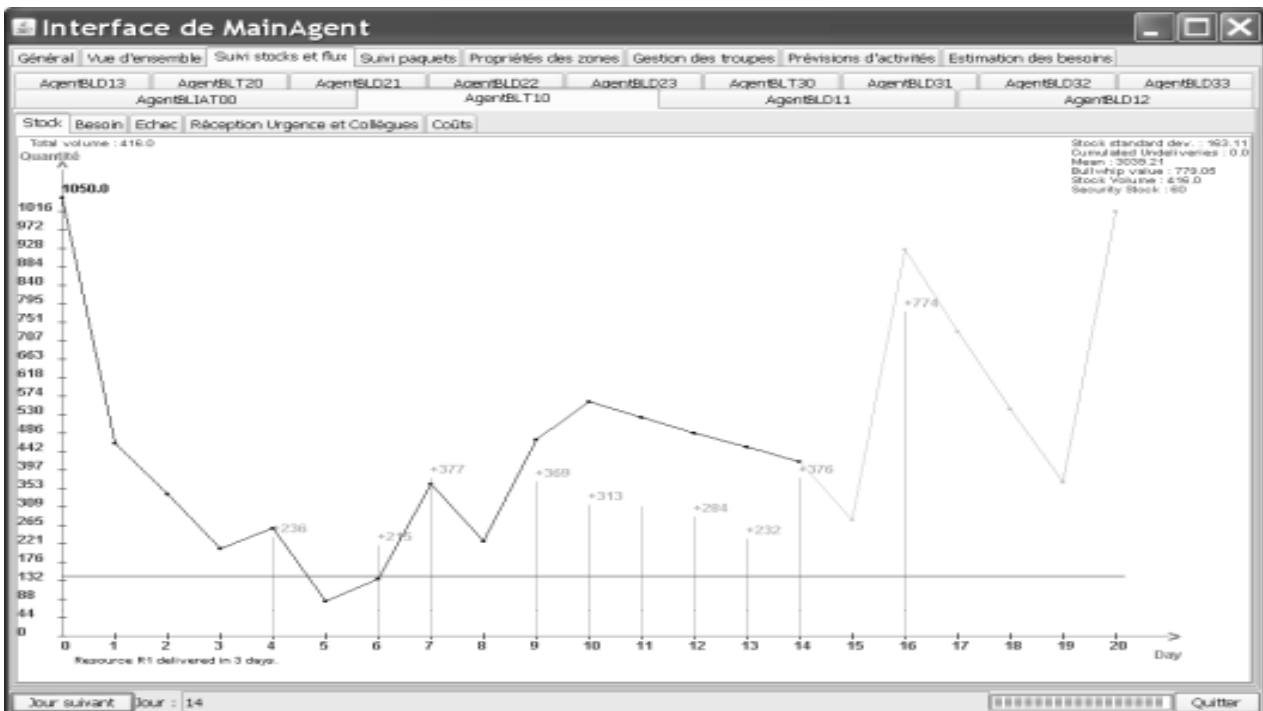 Interface de MainAgent
Général Vue d'ensemble Suivi stocks et flux Suivi paquets Propriétés des zones Gestion des troupes Prévisions d'activités Estimation des besoins
AgentBLD13 AgentBLT20 AgentBLD21 AgentBLD22 AgentBLD23 AgentBLT30 AgentBLD31 AgentBLD32 AgentBLD33
AgentBLIAT00 AgentBLT10 AgentBLD11 AgentBLD12
Stock Besoin Echec Réception Urgence et Collègues Coûts
Total volume : 416.0
Quantité
Stock standard dev. : 163.11
Cumulated Undeliveries : 0.0
Mean : 3039.21
Bullwhip value : 779.05
Stock Volume : 416.0
Security Stock : 60
1050.0
1016
972
928
884
840
795
751
707
663
618
574
530
486
442
397
353
309
265
221
176
132
88
44
0
+774
+377
+369
+376
+313
+284
+236
+232
0 1 2 3 4 5 6 7 8 9 10 11 12 13 14 15 16 17 18 19 20
Day
Resource R1 delivered in 3 days.
Jour suivant Jour : 14 Quitter